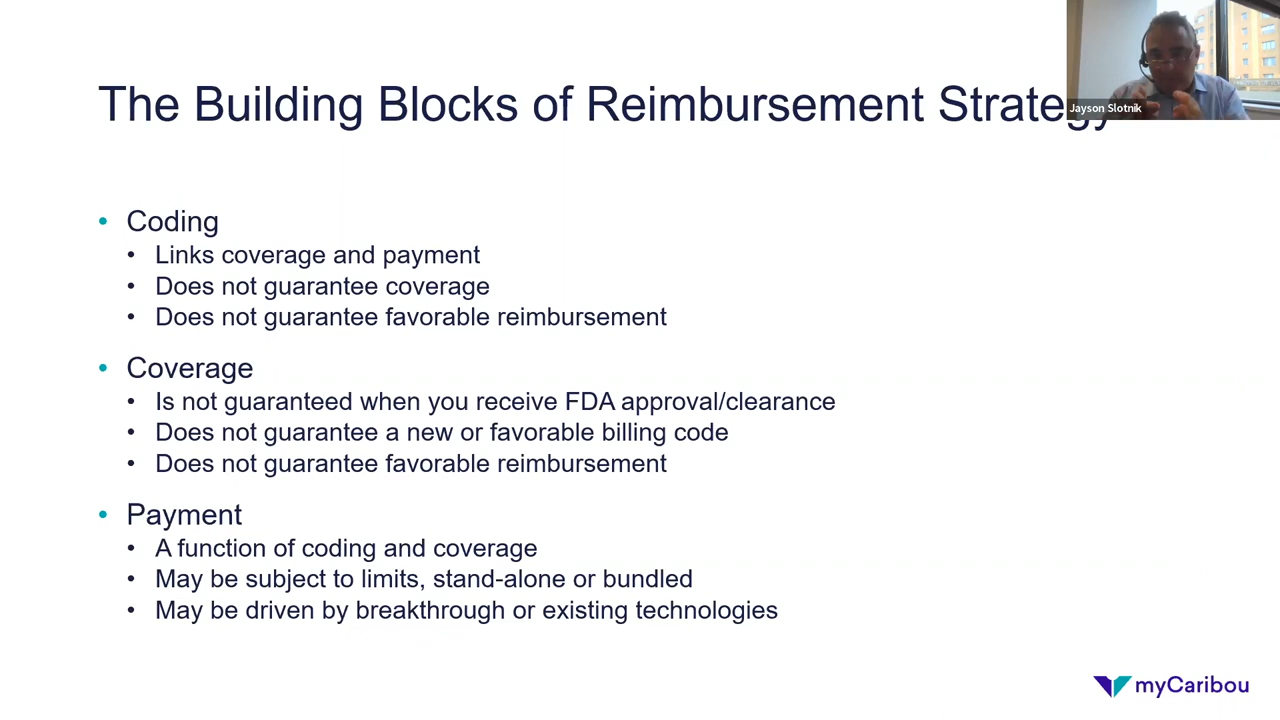 The Building Blocks of Reimbursement Strategy
Jayson Slotnik
• Coding
• Links coverage and payment
• Does not guarantee coverage
• Does not guarantee favorable reimbursement
• Coverage
• Is not guaranteed when you receive FDA approval/clearance
• Does not guarantee a new or favorable billing code
• Does not guarantee favorable reimbursement
• Payment
• A function of coding and coverage
• May be subject to limits, stand-alone or bundled
• May be driven by breakthrough or existing technologies
myCaribou